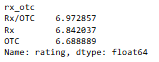 rx_otc
Rx/OTC    6.972857
Rx        6.842037
OTC       6.688889
Name: rating, dtype: float64